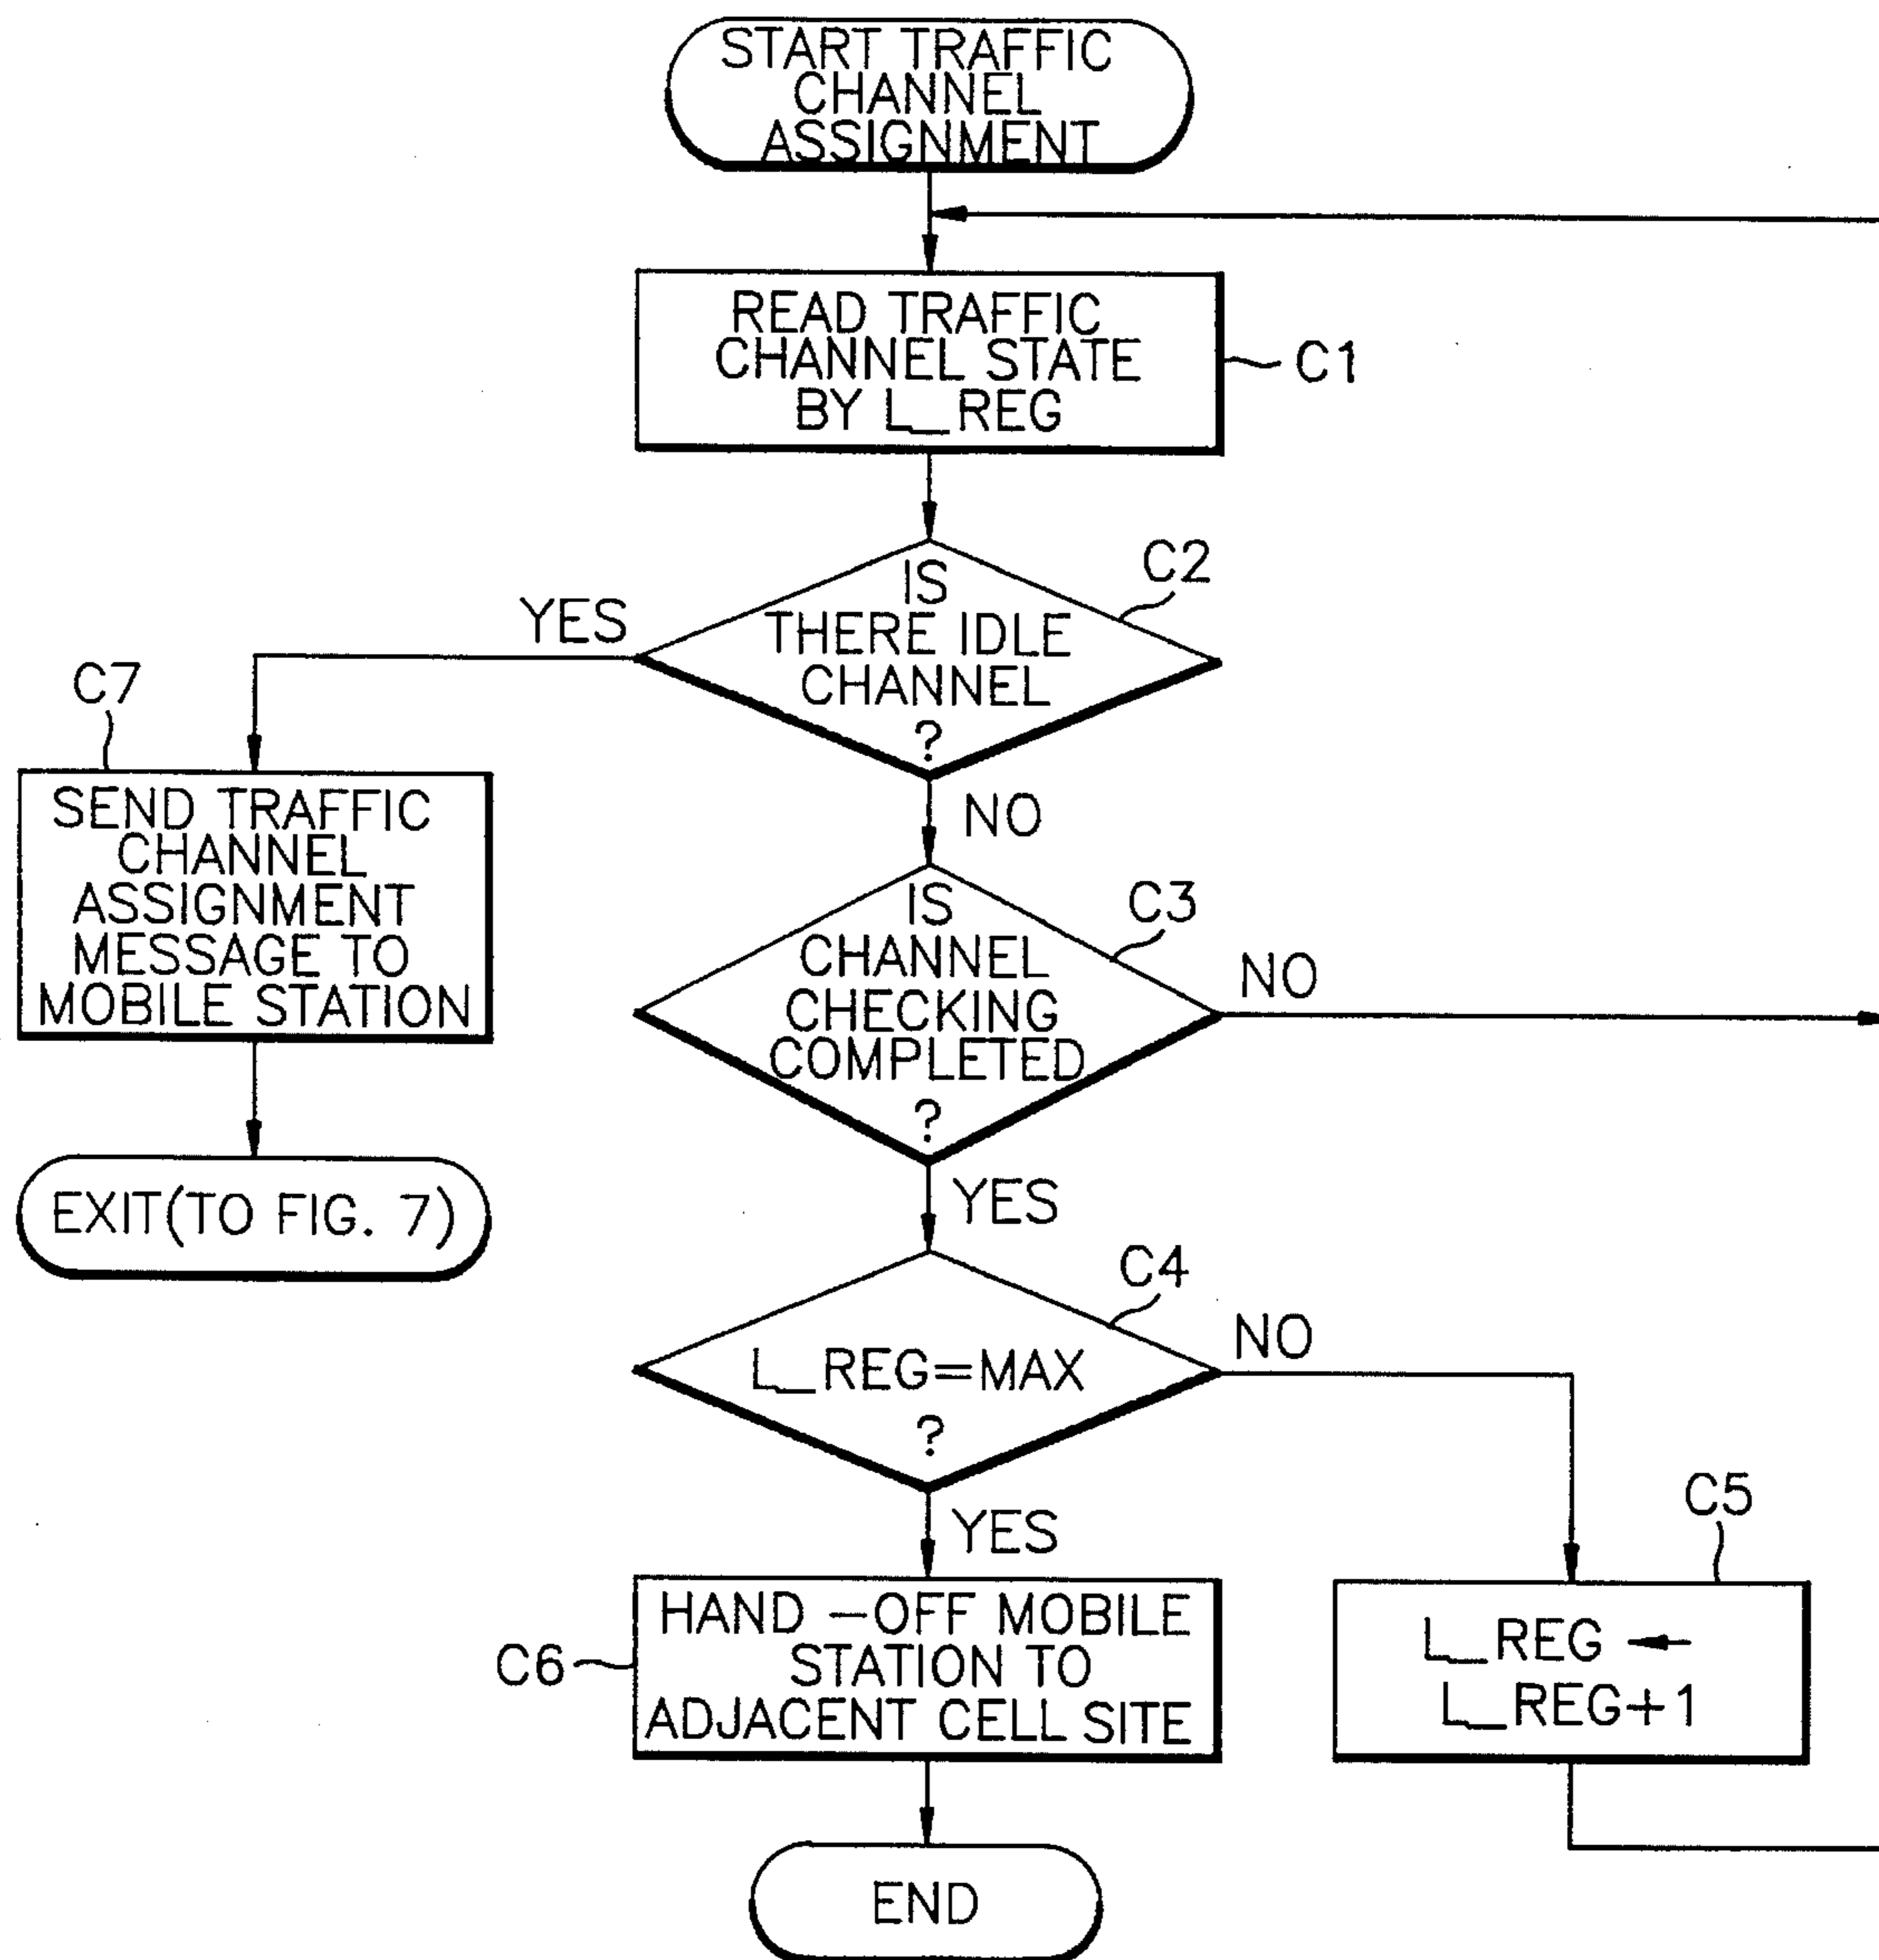 START TRAFFIC
CHANNEL
ASSIGNMENT
READ TRAFFIC
CHANNEL STATE
BY L_REG
C1
IS
THERE IDLE
CHANNEL
?
C2
YES
NO
C7
SEND TRAFFIC
CHANNEL
ASSIGNMENT
MESSAGE TO
MOBILE STATION
EXIT(TO FIG. 7)
IS
CHANNEL
CHECKING
COMPLETED
?
C3
NO
YES
C4
L_REG=MAX
?
NO
YES
C5
L_REG ←
L_REG+1
C6
HAND-OFF MOBILE
STATION TO
ADJACENT CELL SITE
END